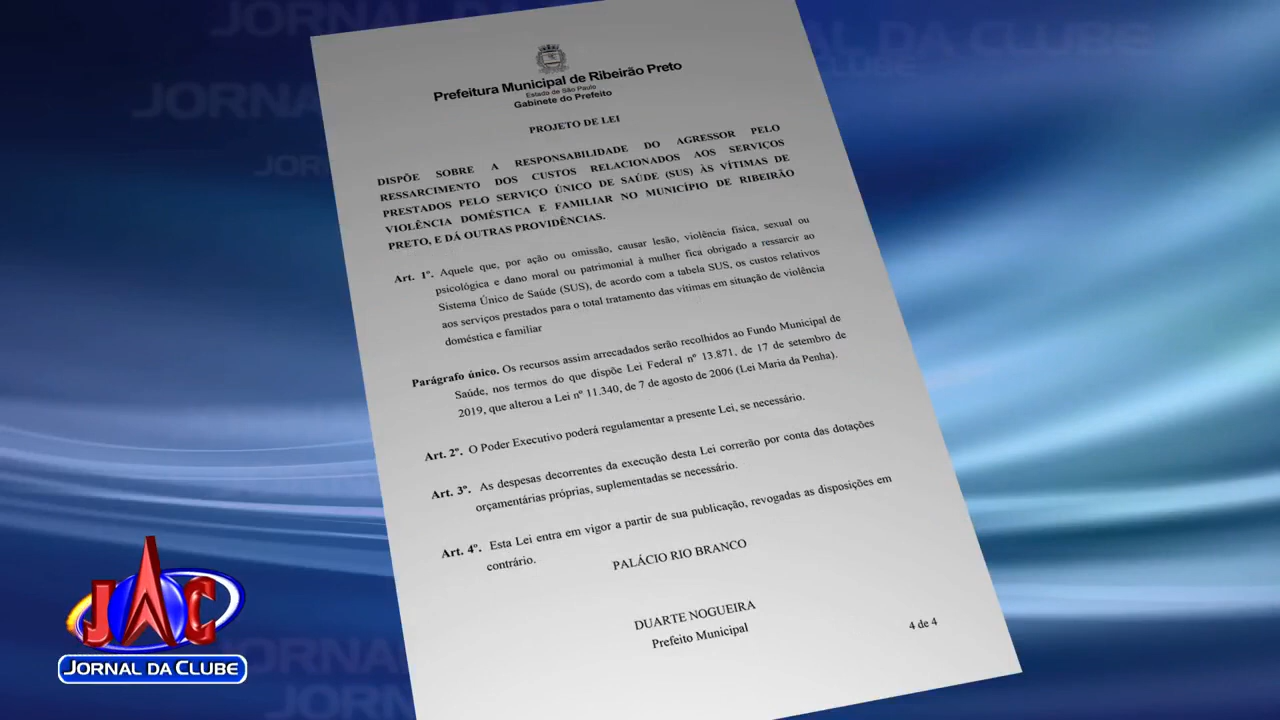 JORNAL DA CLUBE
Prefeitura Municipal de Ribeirão Preto
Estado de São Paulo
Gabinete do Prefeito
PROJETO DE LEI
DISPÕE SOBRE A RESPONSABILIDADE DO AGRESSOR PELO
RESSARCIMENTO DOS CUSTOS RELACIONADOS AOS SERVIÇOS
PRESTADOS PELO SERVIÇO ÚNICO DE SAÚDE (SUS) ÀS VÍTIMAS DE
VIOLÊNCIA DOMÉSTICA E FAMILIAR NO MUNICÍPIO DE RIBEIRÃO
PRETO, E DÁ OUTRAS PROVIDÊNCIAS.
Art. 1º. Aquele que, por ação ou omissão, causar lesão, violência física, sexual ou
psicológica e dano moral ou patrimonial à mulher fica obrigado a ressarcir ao
Sistema Único de Saúde (SUS), de acordo com a tabela SUS, os custos relativos
aos serviços prestados para o total tratamento das vítimas em situação de violência
doméstica e familiar
Parágrafo único. Os recursos assim arrecadados serão recolhidos ao Fundo Municipal de
Saúde, nos termos do que dispõe Lei Federal nº 13.871, de 17 de setembro de
2019, que alterou a Lei nº 11.340, de 7 de agosto de 2006 (Lei Maria da Penha).
Art. 2º. O Poder Executivo poderá regulamentar a presente Lei, se necessário.
Art. 3º. As despesas decorrentes da execução desta Lei correrão por conta das dotações
orçamentárias próprias, suplementadas se necessário.
Art. 4º. Esta Lei entra em vigor a partir de sua publicação, revogadas as disposições em
contrário.
PALÁCIO RIO BRANCO
DUARTE NOGUEIRA
Prefeito Municipal
4 de 4
JAC
JORNAL DA CLUBE